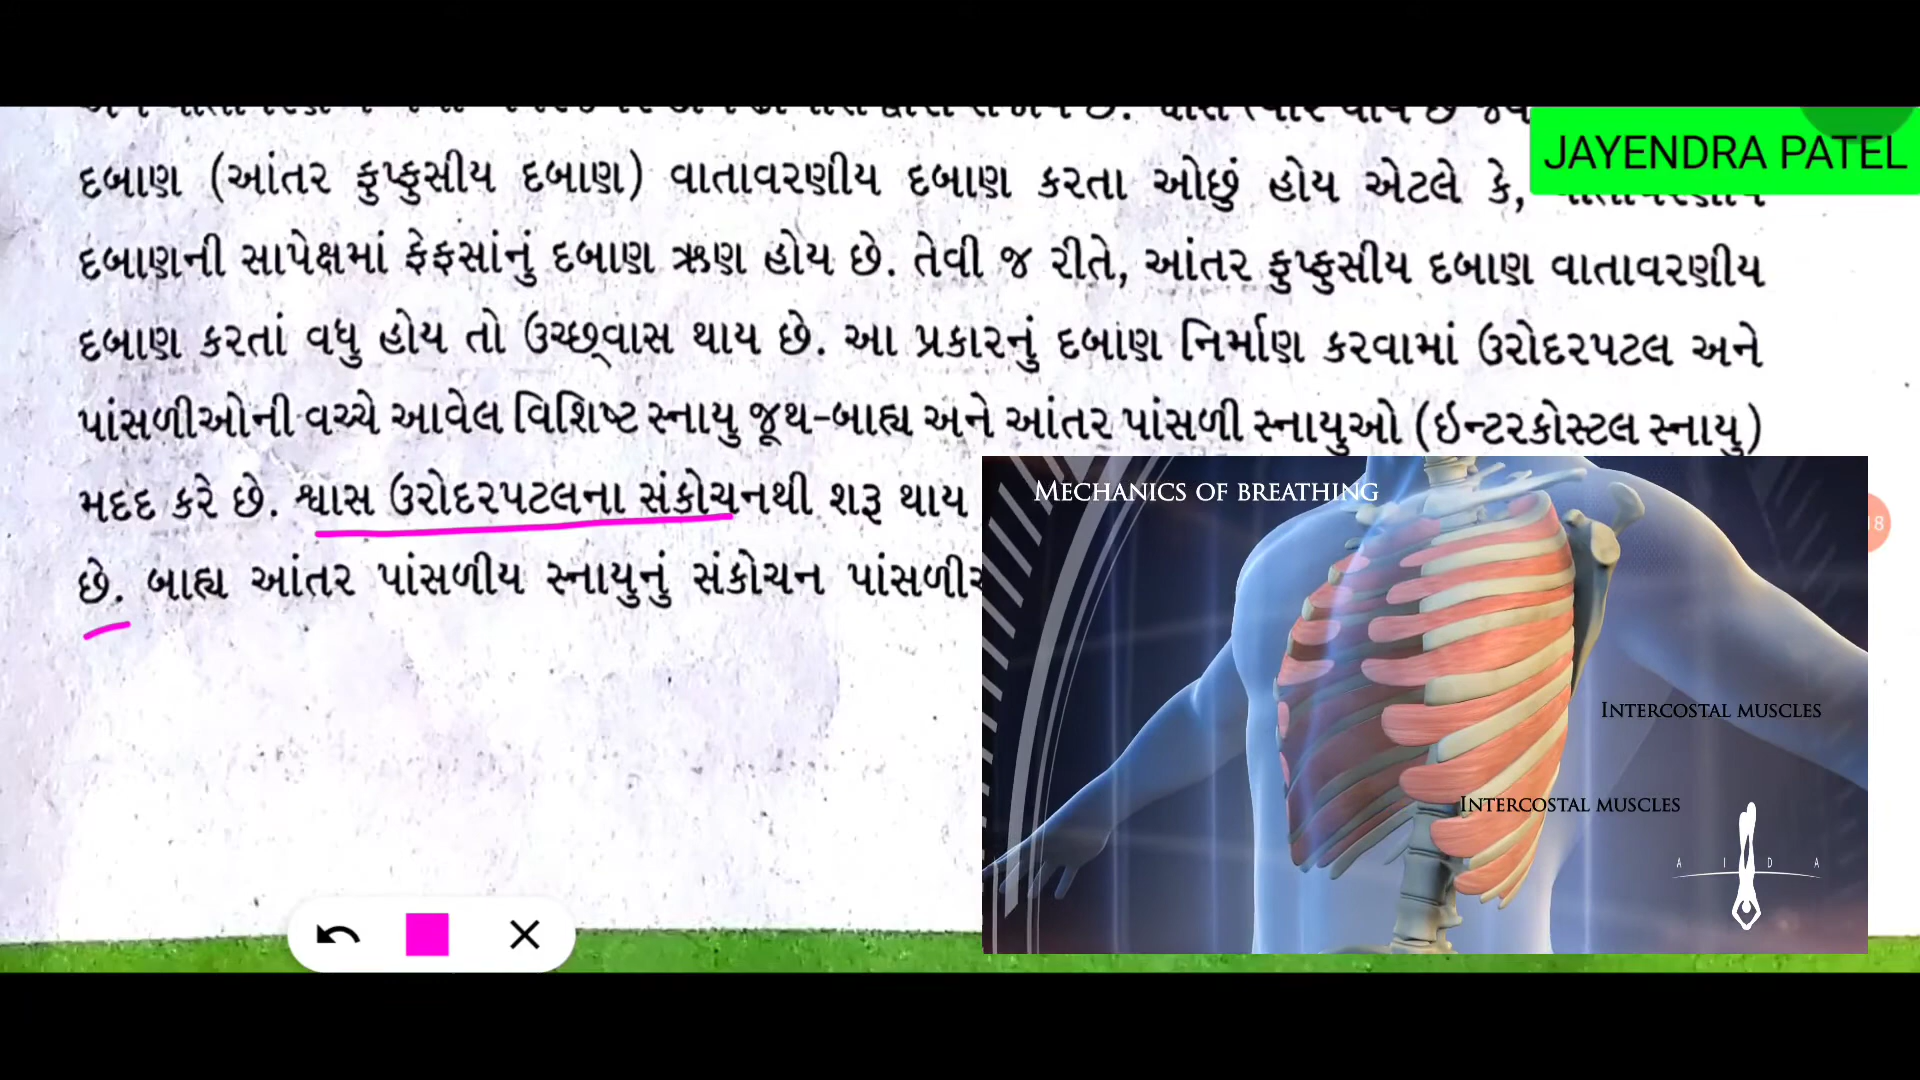 JAYENDRA PATEL
દબાણ (આંતર ફુપ્ફુસીય દબાણ) વાતાવરણીય દબાણ કરતા ઓછું હોય એટલે કે,
દબાણની સાપેક્ષમાં ફેફસાંનું દબાણ ઋણ હોય છે. તેવી જ રીતે, આંતર ફુપ્ફુસીય દબાણ વાતાવરણીય
દબાણ કરતાં વધુ હોય તો ઉચ્છ્વાસ થાય છે. આ પ્રકારનું દબાણ નિર્માણ કરવામાં ઉરોદરપટલ અને
પાંસળીઓની વચ્ચે આવેલ વિશિષ્ટ સ્નાયુ જૂથ-બાહ્ય અને આંતર પાંસળી સ્નાયુઓ (ઇન્ટરકોસ્ટલ સ્નાયુ)
મદદ કરે છે. શ્વાસ ઉરોદરપટલના સંકોચનથી શરૂ થાય
છે. બાહ્ય આંતર પાંસળીય સ્નાયુનું સંકોચન
MECHANICS OF BREATHING
INTERCOSTAL MUSCLES
INTERCOSTAL MUSCLES
A I D A